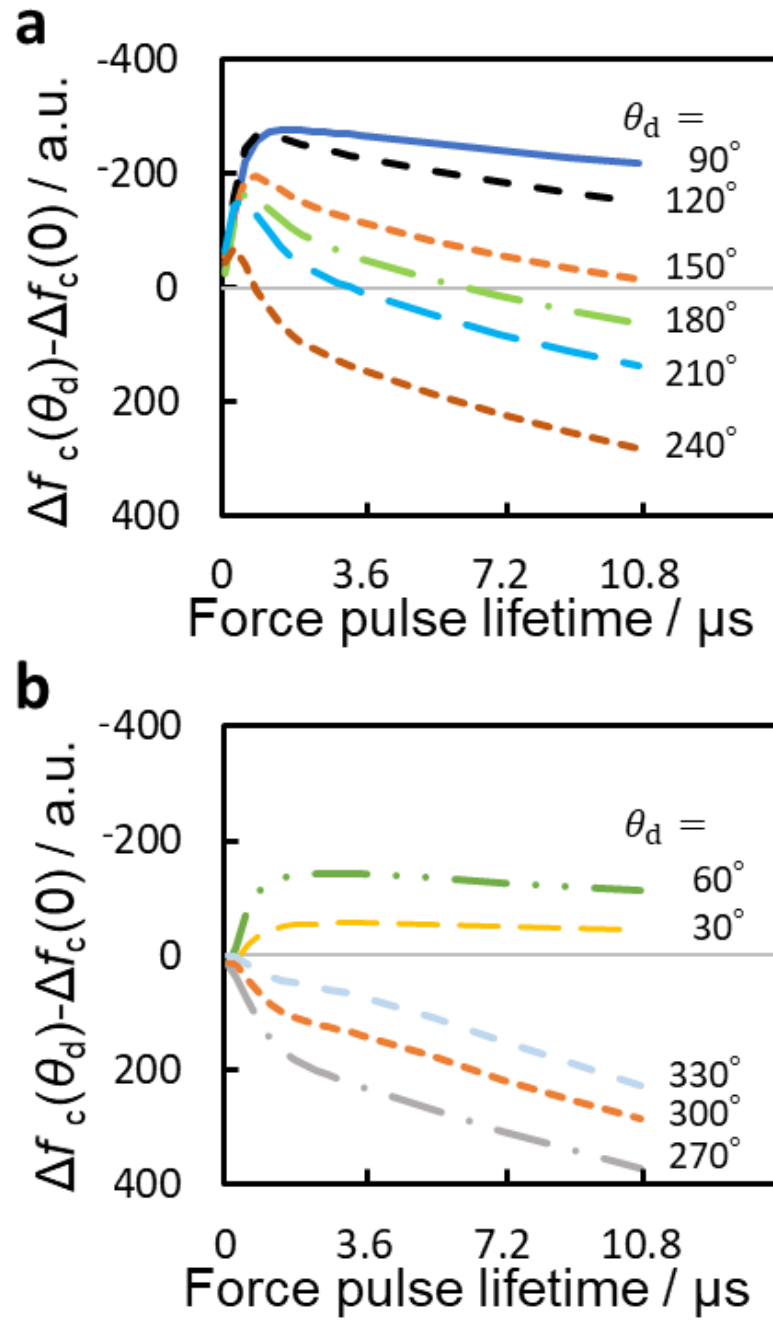 a
-400
-200
0
200
400
Δf c(θd)-Δfc(0) / a.u.
θd =
90°
120°
150°
180°
210°
240°
0 3.6 7.2 10.8
Force pulse lifetime / μs
b
-400
-200
0
200
400
Δf c(θd)-Δfc(0) / a.u.
θd =
60°
30°
330°
300°
270°
0 3.6 7.2 10.8
Force pulse lifetime / μs